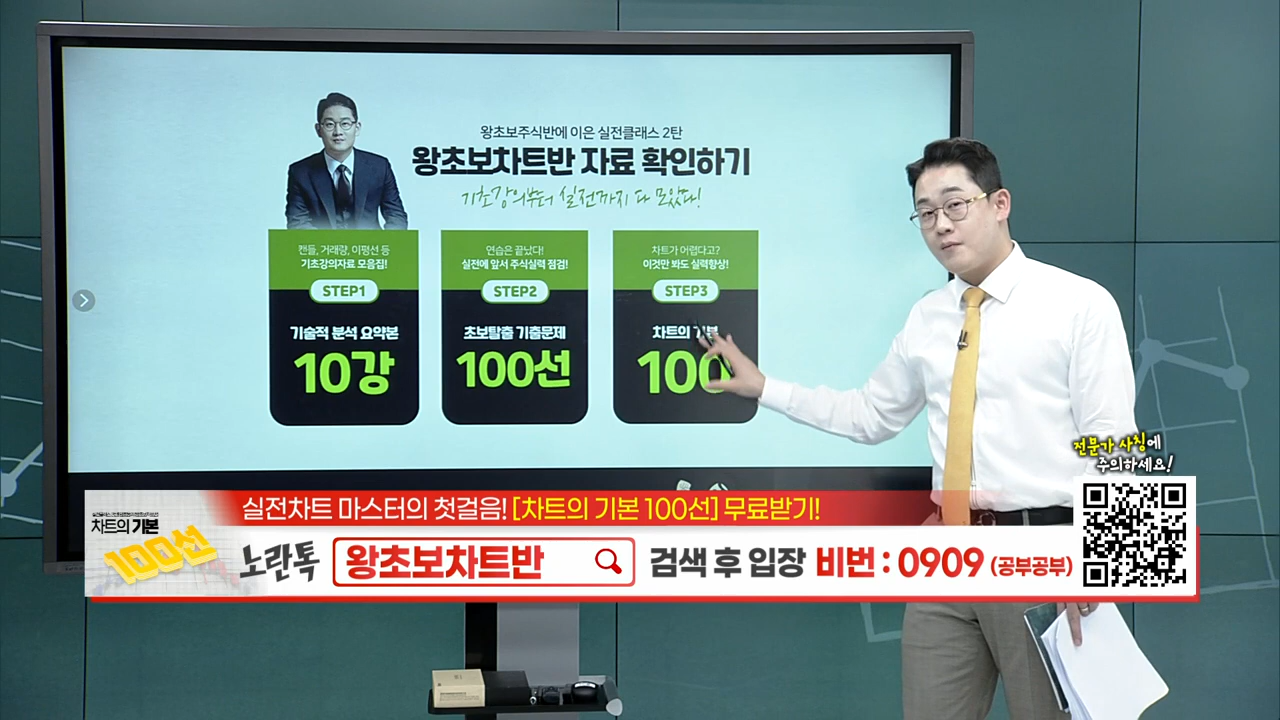 왕초보주식반에 이은 실전클래스 2탄
왕초보차트반 자료 확인하기
기초강의부터 실전까지 다 모았다!
캔들, 거래량, 이평선 등
기초강의자료 모음집!
STEP1
기술적 분석 요약본
10강
연습은 끝났다!
실전에 앞서 주식실력 점검!
STEP2
초보탈출 기출문제
100선
차트가 어렵다고?
이것만 봐도 실력향상!
STEP3
차트의 기본
100
전문가 사칭에
주의하세요!
실전차트 마스터의 첫걸음! [차트의 기본 100선] 무료받기!
차트의 기본
100선
노란톡 왕초보차트반 검색 후 입장 비번 : 0909 (공부공부)